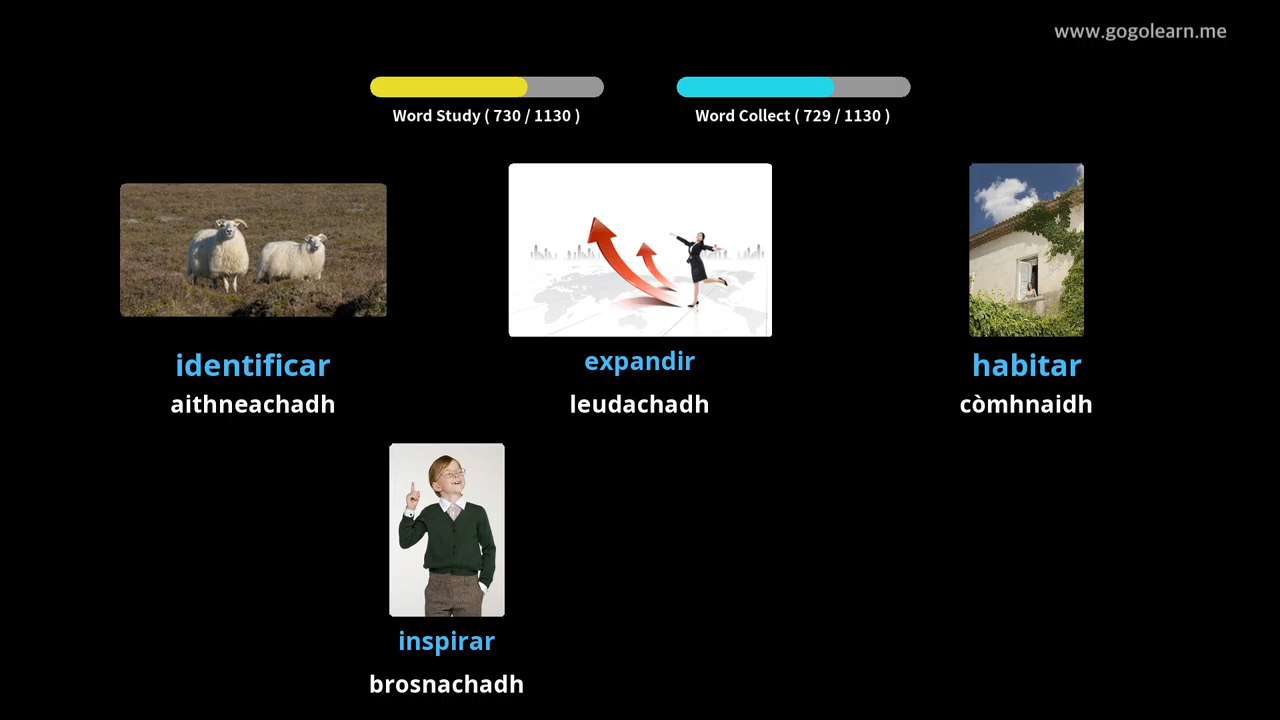 www.gogolearn.me
Word Study ( 730 / 1130 )
Word Collect ( 729 / 1130 )
identificar
aithneachadh
expandir
leudachadh
habitar
còmhnaidh
inspirar
brosnachadh